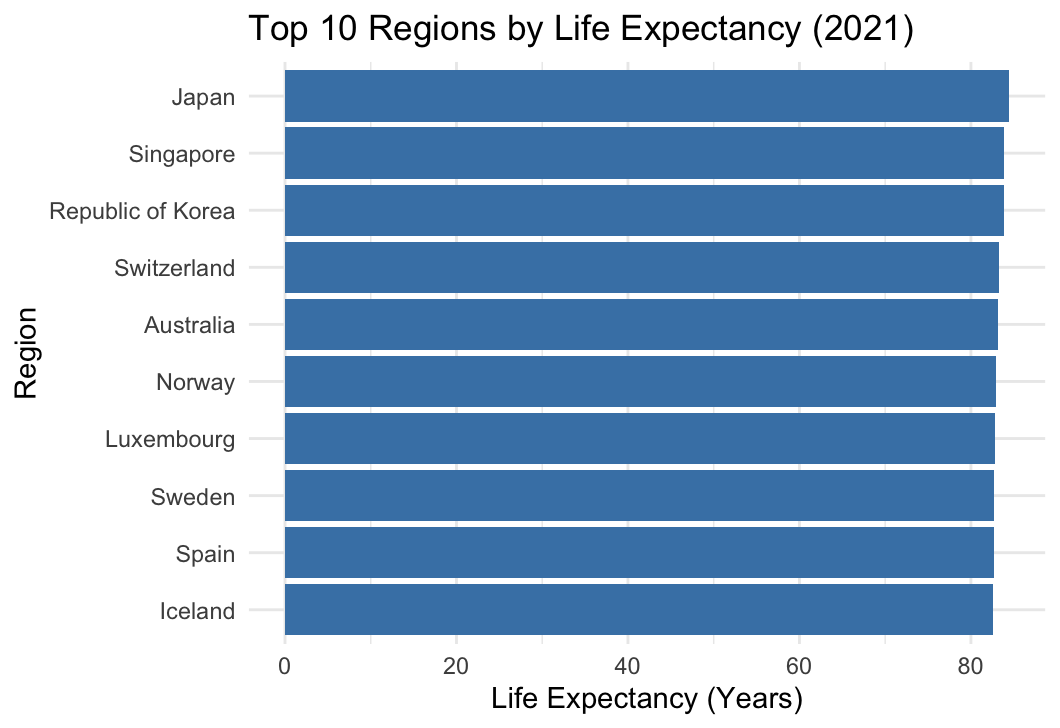 Top 10 Regions by Life Expectancy (2021)
Region
Japan
Singapore
Republic of Korea
Switzerland
Australia
Norway
Luxembourg
Sweden
Spain
Iceland
0 20 40 60 80
Life Expectancy (Years)